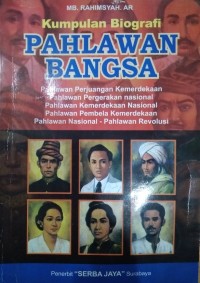 MB. RAHIMSYAH. AR
Kumpulan Biografi
PAHLAWAN
BANGSA
Pahlawan Perjuangan Kemerdekaan
Pahlawan Pergerakan nasional
Pahlawan Kemerdekaan Nasional
Pahlawan Pembela Kemerdekaan
Pahlawan Nasional - Pahlawan Revolusi
Penerbit "SERBA JAYA" Surabaya